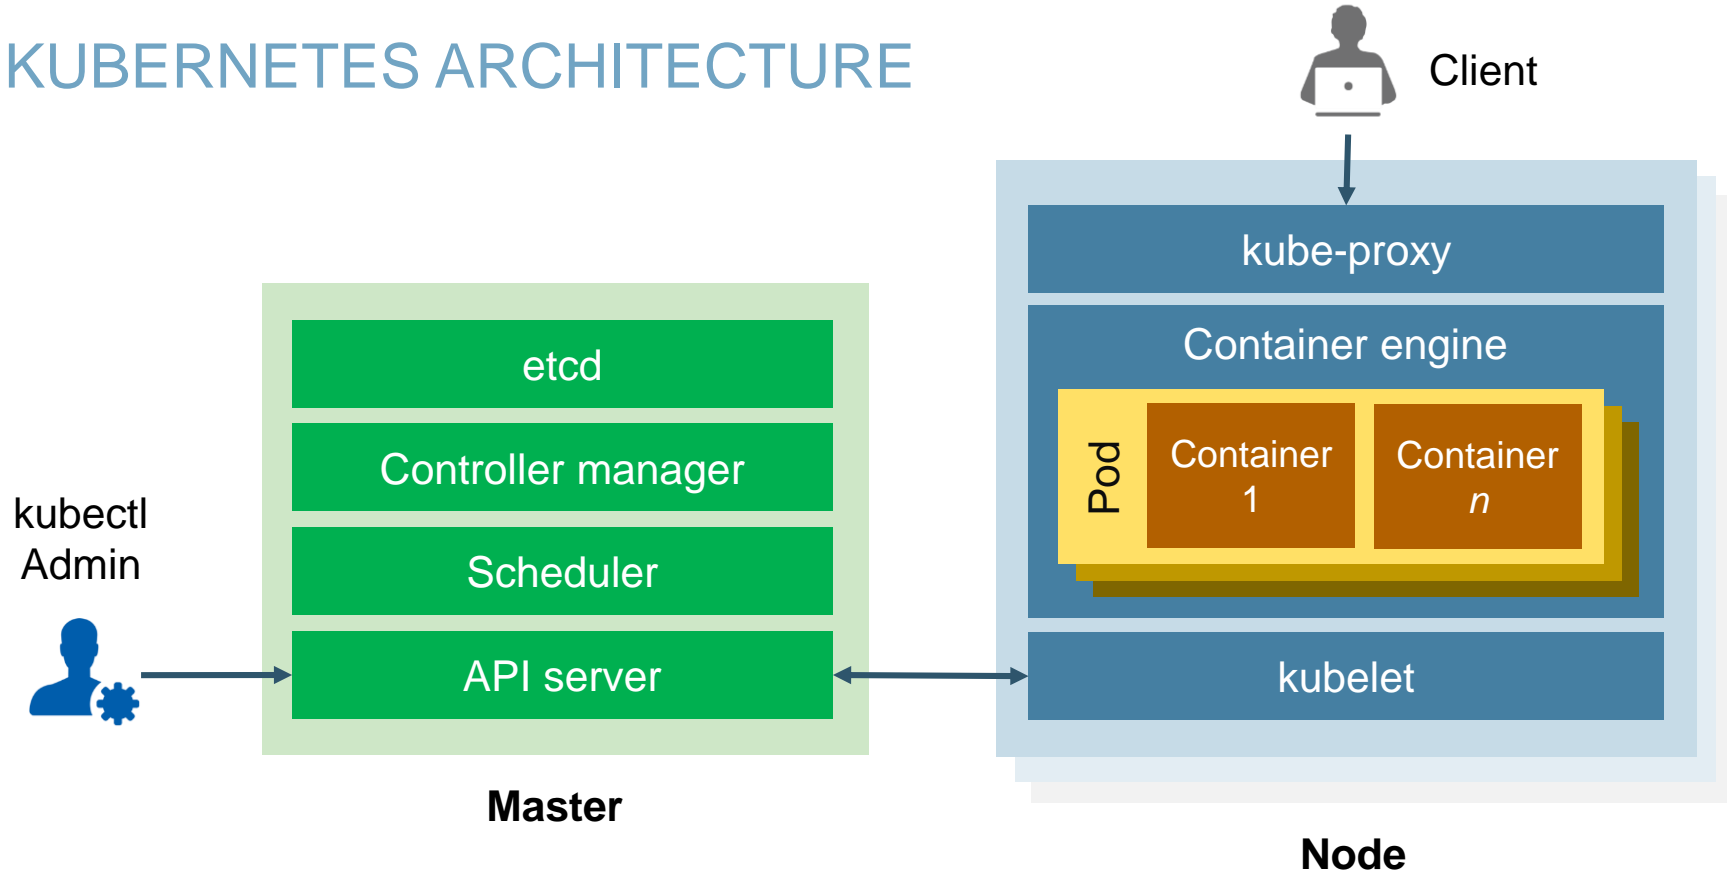 KUBERNETES ARCHITECTURE
Client
kube-proxy
Container engine
Pod
Container
1
Container
n
kubelet
etcd
Controller manager
Scheduler
API server
kubectl
Admin
Master
Node